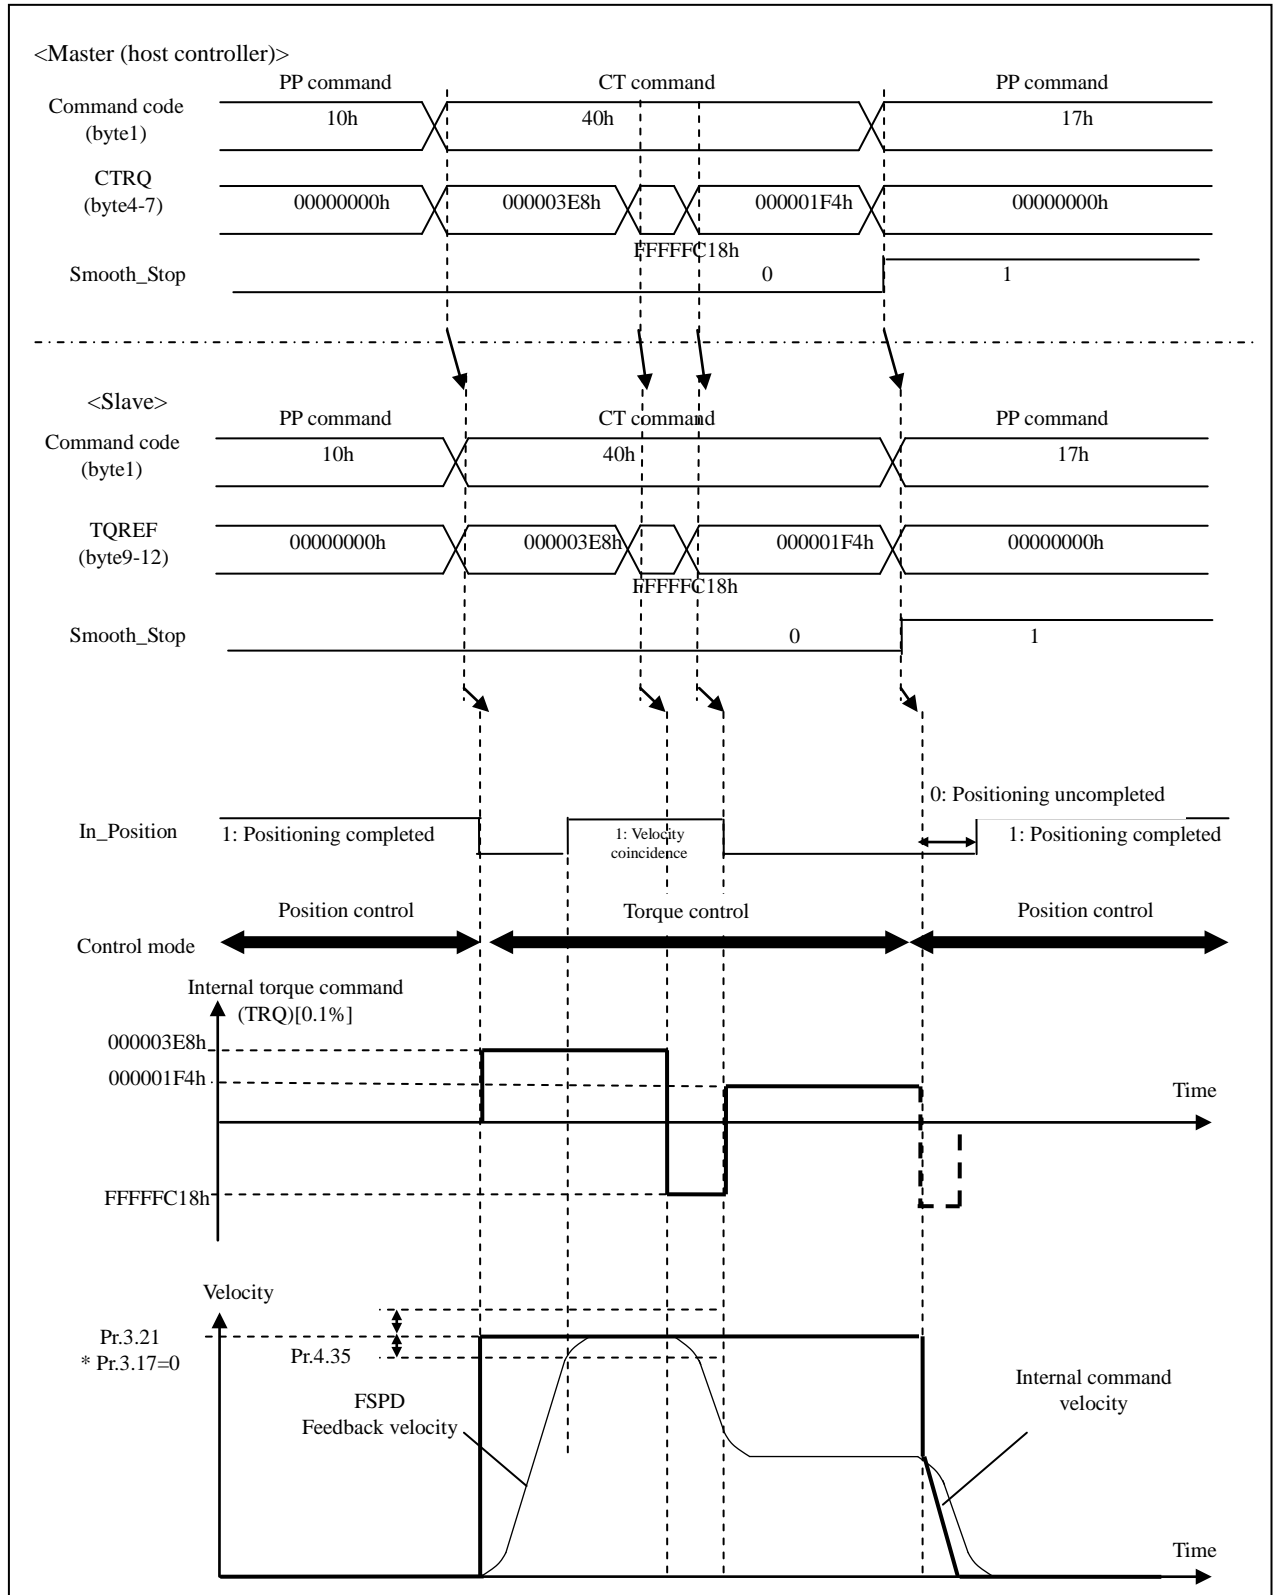 <Master (host controller)>
PP command
CT command
PP command
Command code
(byte1)
10h
40h
17h
CTRQ
(byte4-7)
00000000h
000003E8h
000001F4h
00000000h
FFFFFC18h
Smooth_Stop
0
1
<Slave>
PP command
CT command
PP command
Command code
(byte1)
10h
40h
17h
TQREF
(byte9-12)
00000000h
000003E8h
000001F4h
00000000h
FFFFFC18h
Smooth_Stop
0
1
0: Positioning uncompleted
In_Position
1: Positioning completed
1: Velocity
coincidence
1: Positioning completed
Position control
Torque control
Position control
Control mode
Internal torque command
(TRQ)[0.1%]
000003E8h
000001F4h
Time
FFFFFC18h
Velocity
Pr.3.21
* Pr.3.17=0
Pr.4.35
FSPD
Feedback velocity
Internal command
velocity
Time